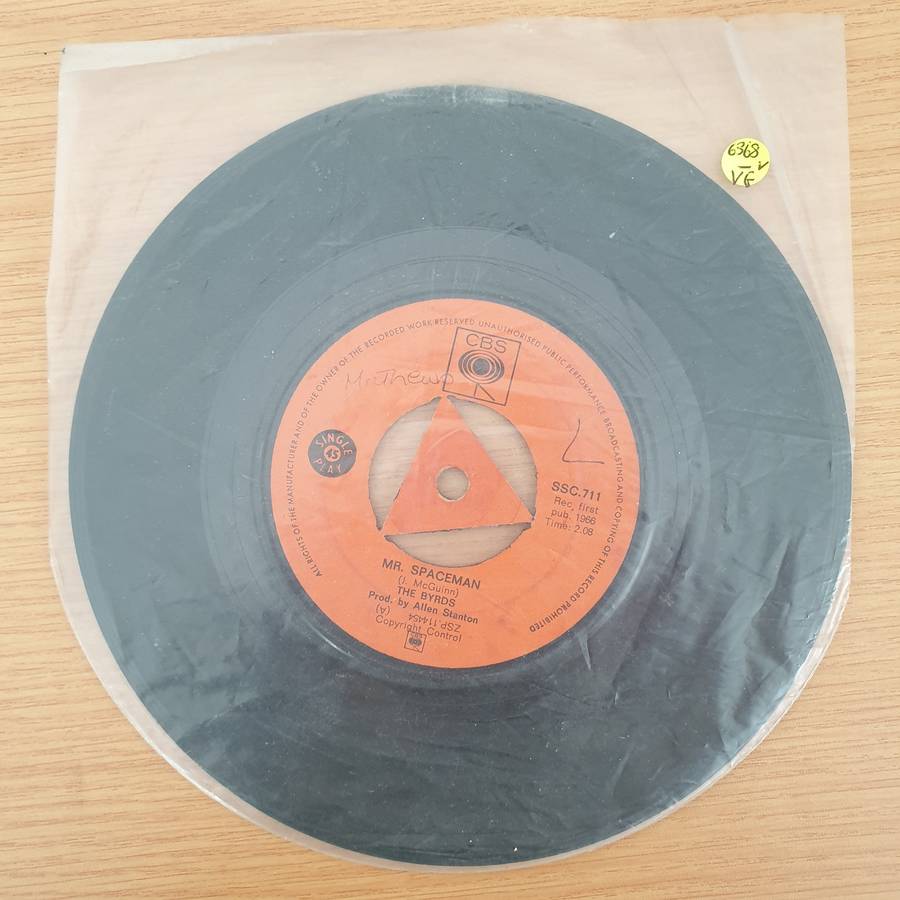 6368
VG
ALL RIGHTS OF THE MANUFACTURER AND OF THE OWNER OF THE RECORDED WORK RESERVED UNAUTHORISED PUBLIC PERFORMANCE BROADCASTING AND COPYING OF THIS RECORD PROHIBITED
CBS
SINGLE
45
PLAY
L
SSC.711
Rec. first
pub. 1966
Time: 2.08
MR. SPACEMAN
(J. McGuinn)
THE BYRDS
Prod. by Allen Stanton
ZSP.114454
(A)
Copyright Control
CBS